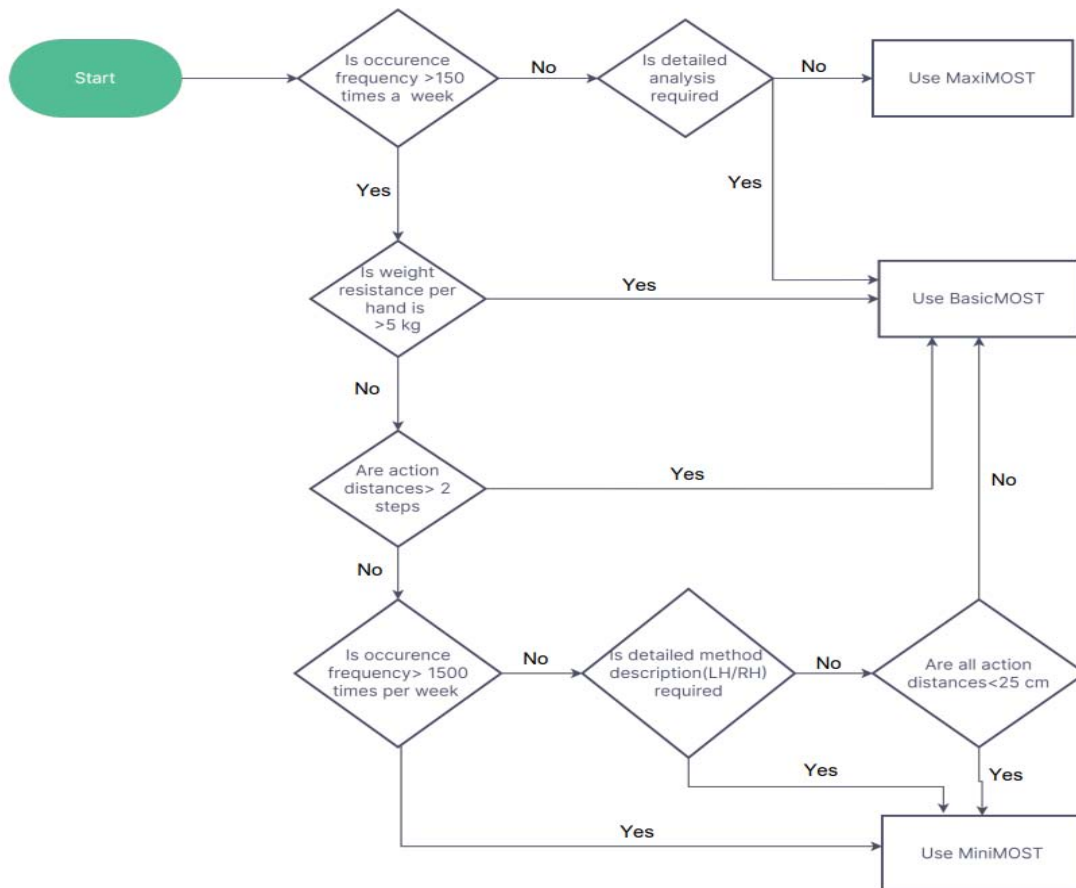 Start
Is occurence
frequency >150
times a week
No
Is detailed
analysis
required
No
Use MaxiMOST
Yes
Yes
Is weight
resistance per
hand is
>5 kg
Yes
Use BasicMOST
No
Are action
distances> 2
steps
Yes
No
No
Is occurence
frequency> 1500
times per week
No
Is detailed method
description(LH/RH)
required
No
Are all action
distances<25 cm
Yes
Yes
Yes
Use MiniMOST